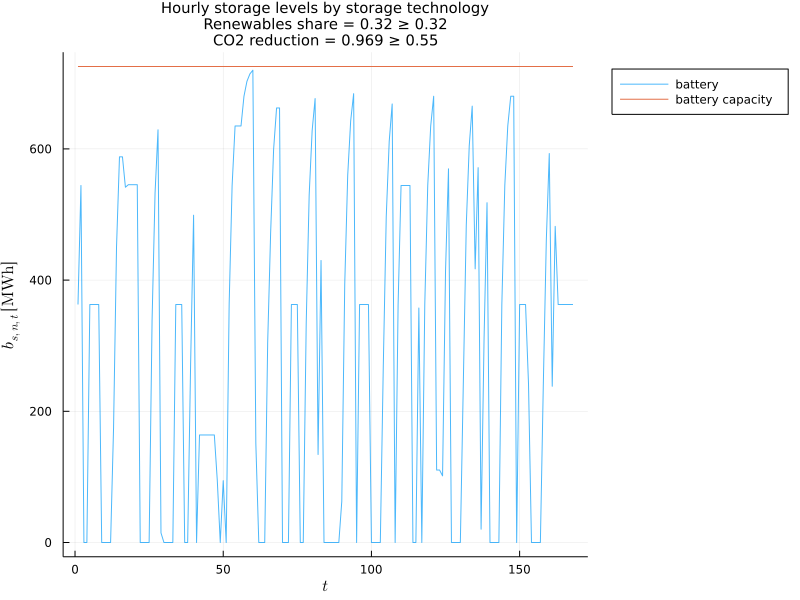 Hourly storage levels by storage technology
Renewables share = 0.32 ≥ 0.32
CO2 reduction = 0.969 ≥ 0.55
battery
battery capacity
600
400
200
0
b_{s, n, t} [MWh]
0 50 100 150
t